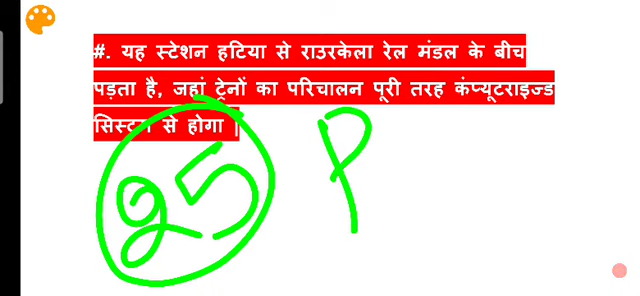 #. यह स्टेशन हटिया से राउरकेला रेल मंडल के बीच
पड़ता है, जहां ट्रेनों का परिचालन पूरी तरह कंप्यूटराइज्ड
सिस्टम से होगा |
25 P